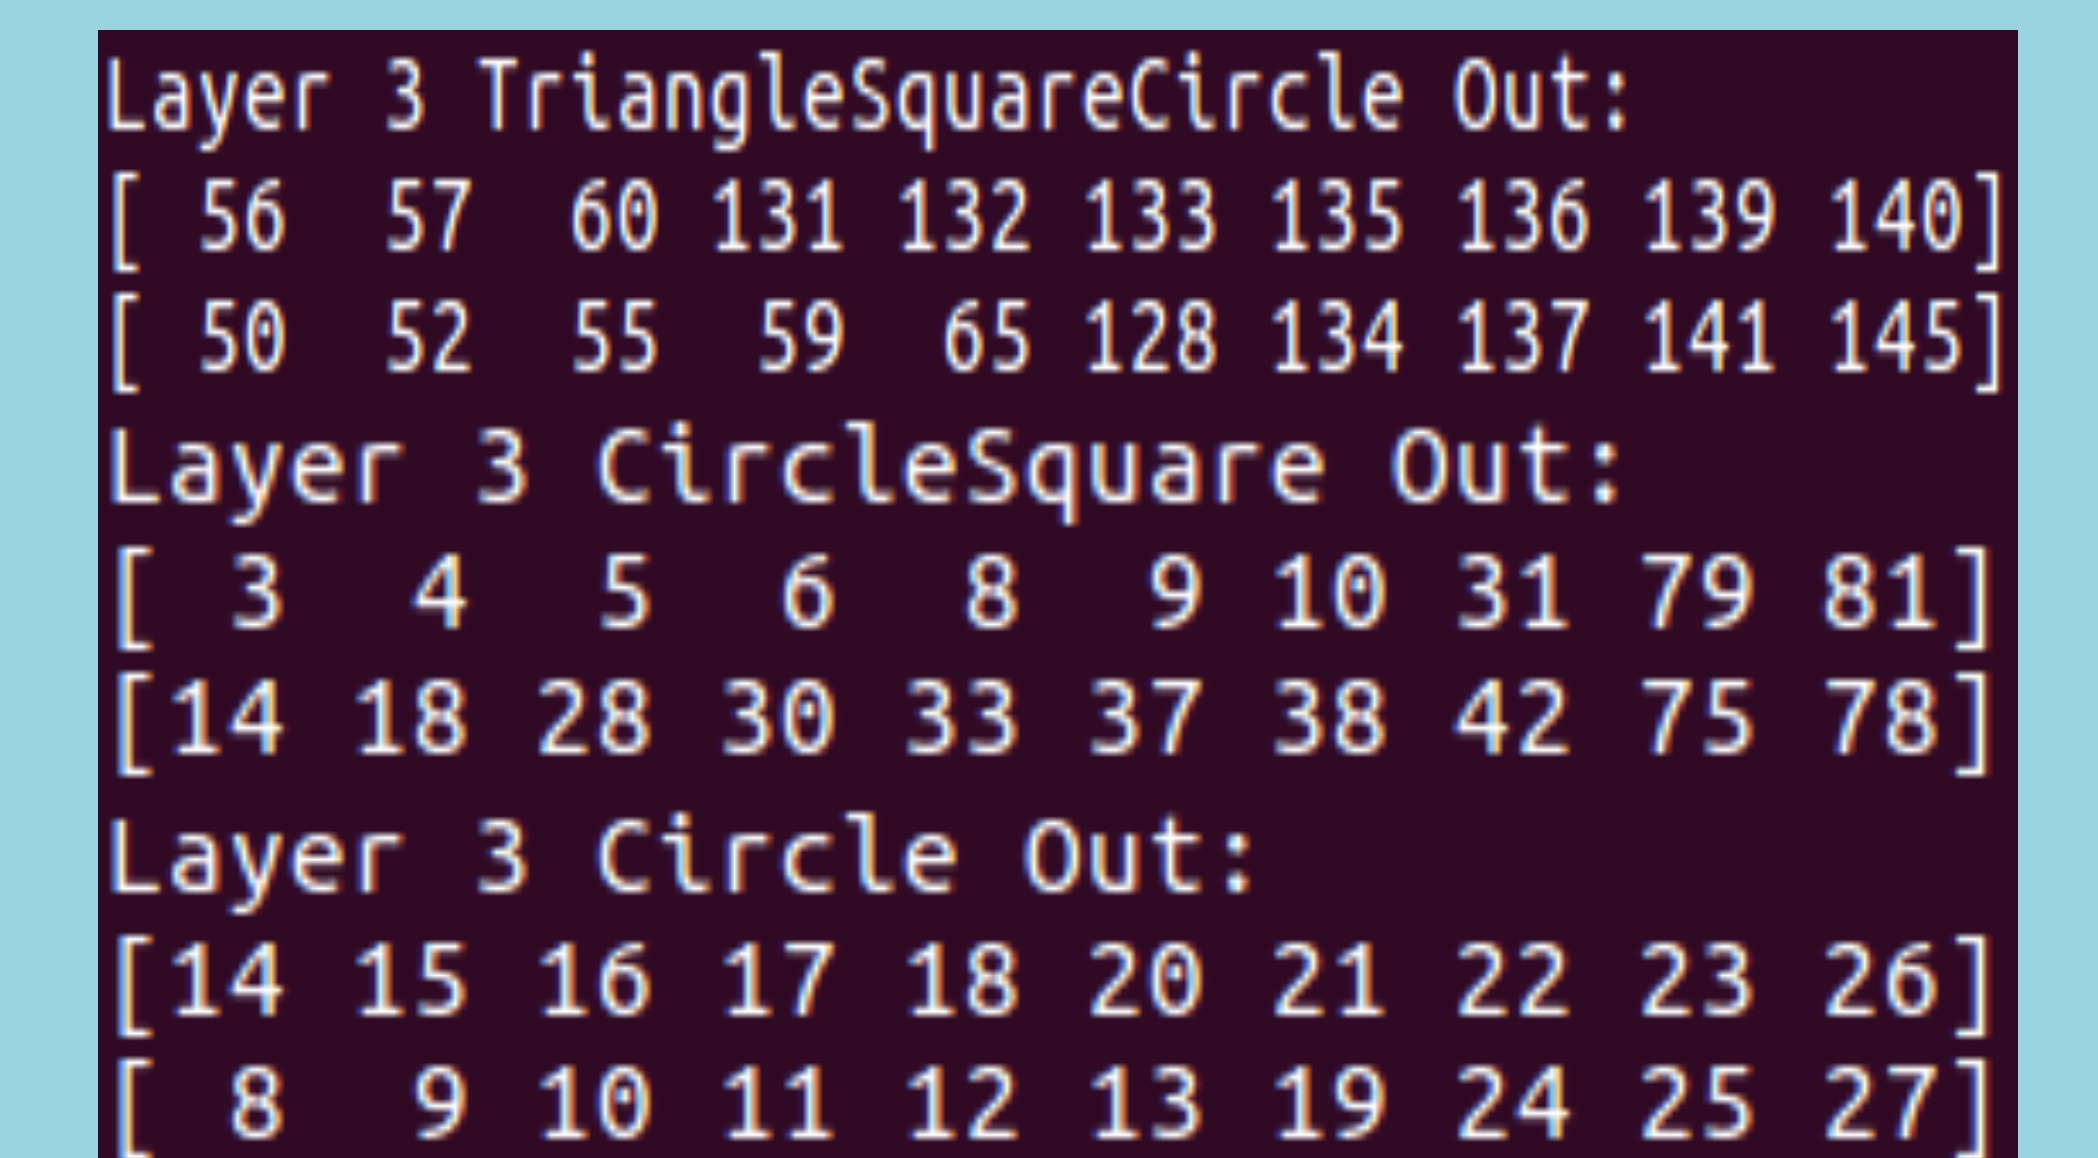 Layer 3 TriangleSquareCircle Out:
[ 56  57  60 131 132 133 135 136 139 140]
[ 50  52  55  59  65 128 134 137 141 145]
Layer 3 CircleSquare Out:
[ 3  4  5  6  8  9 10 31 79 81]
[14 18 28 30 33 37 38 42 75 78]
Layer 3 Circle Out:
[14 15 16 17 18 20 21 22 23 26]
[ 8  9 10 11 12 13 19 24 25 27]